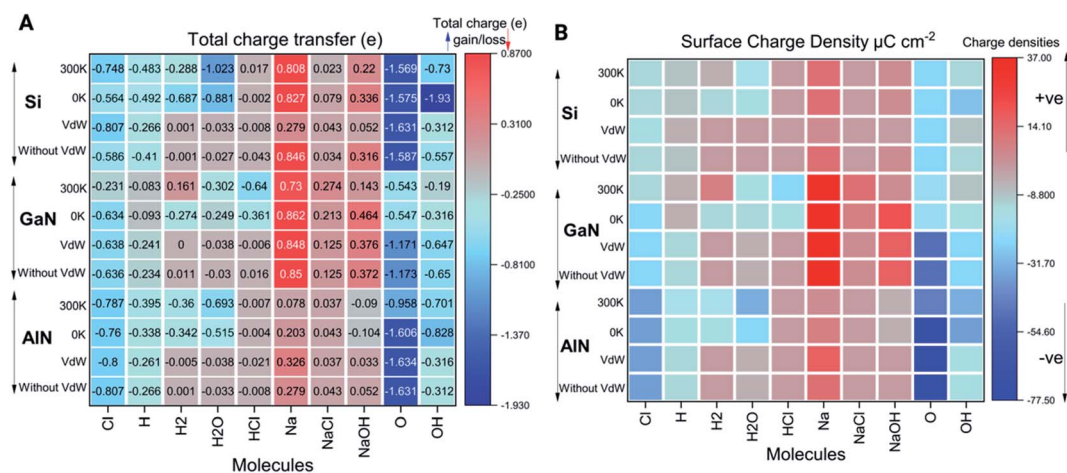 A
Total charge transfer (e)
Total charge (e)
gain/loss
Si
300K -0.748 -0.483 -0.288 -1.023 0.017 0.808 0.023 0.22 -1.569 -0.73
0K -0.564 -0.492 -0.687 -0.881 -0.002 0.827 0.079 0.336 -1.575 -1.93
VdW -0.807 -0.266 0.001 -0.033 -0.008 0.279 0.043 0.052 -1.631 -0.312
Without VdW -0.586 -0.41 -0.001 -0.027 -0.043 0.846 0.034 0.316 -1.587 -0.557
GaN
300K -0.231 -0.083 0.161 -0.302 -0.64 0.73 0.274 0.143 -0.543 -0.19
0K -0.634 -0.093 -0.274 -0.249 -0.361 0.862 0.213 0.464 -0.547 -0.316
VdW -0.638 -0.241 0 -0.038 -0.006 0.848 0.125 0.376 -1.171 -0.647
Without VdW -0.636 -0.234 0.011 -0.03 0.016 0.85 0.125 0.372 -1.173 -0.65
AlN
300K -0.787 -0.395 -0.36 -0.693 -0.007 0.078 0.037 -0.09 -0.958 -0.701
0K -0.76 -0.338 -0.342 -0.515 -0.004 0.203 0.043 -0.104 -1.606 -0.828
VdW -0.8 -0.261 -0.005 -0.038 -0.021 0.326 0.037 0.033 -1.634 -0.316
Without VdW -0.807 -0.266 0.001 -0.033 -0.008 0.279 0.043 0.052 -1.631 -0.312
Cl H H2 H2O HCl Na NaCl NaOH O OH
Molecules
0.8700
0.3100
-0.2500
-0.8100
-1.370
-1.930
B
Surface Charge Density µC cm-2
Charge densities
Si
300K
0K
VdW
Without VdW
GaN
300K
0K
VdW
Without VdW
AlN
300K
0K
VdW
Without VdW
Cl H H2 H2O HCl Na NaCl NaOH O OH
Molecules
37.00
14.10
-8.800
-31.70
-54.60
-77.50
+ve
-ve